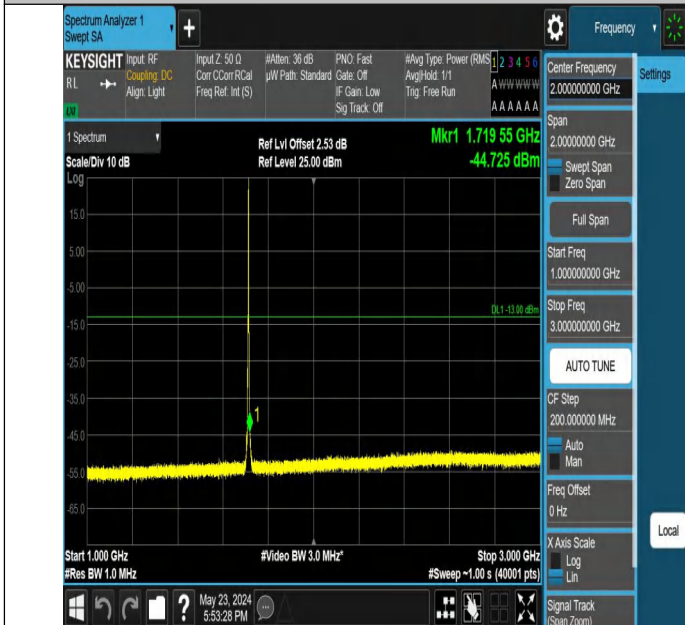 Spectrum Analyzer 1
Swept SA
Frequency
KEYSIGHT
Input: RF
Coupling: DC
Align: Light
Input Z: 50 Ω
Corr CCorr RCal
Freq Ref: Int (S)
#Atten: 36 dB
µW Path: Standard
PNO: Fast
Gate: Off
IF Gain: Low
Sig Track: Off
#Avg Type: Power (RMS
Avg|Hold: 1/1
Trig: Free Run
1 2 3 4 5 6
A W W W W W
A A A A A A
RL
LXI
1 Spectrum
Scale/Div 10 dB
Log
Ref Lvl Offset 2.53 dB
Ref Level 25.00 dBm
Mkr1 1.719 55 GHz
-44.725 dBm
15.0
5.00
-5.00
DL1 -13.00 dBm
-15.0
-25.0
-35.0
1
-45.0
-55.0
-65.0
Start 1.000 GHz
#Res BW 1.0 MHz
#Video BW 3.0 MHz*
Stop 3.000 GHz
#Sweep ~1.00 s (40001 pts)
?
May 23, 2024
5:53:28 PM
Center Frequency
2.000000000 GHz
Settings
Span
2.00000000 GHz
Swept Span
Zero Span
Full Span
Start Freq
1.000000000 GHz
Stop Freq
3.000000000 GHz
AUTO TUNE
CF Step
200.000000 MHz
Auto
Man
Freq Offset
0 Hz
Local
X Axis Scale
Log
Lin
Signal Track
(Span Zoom)